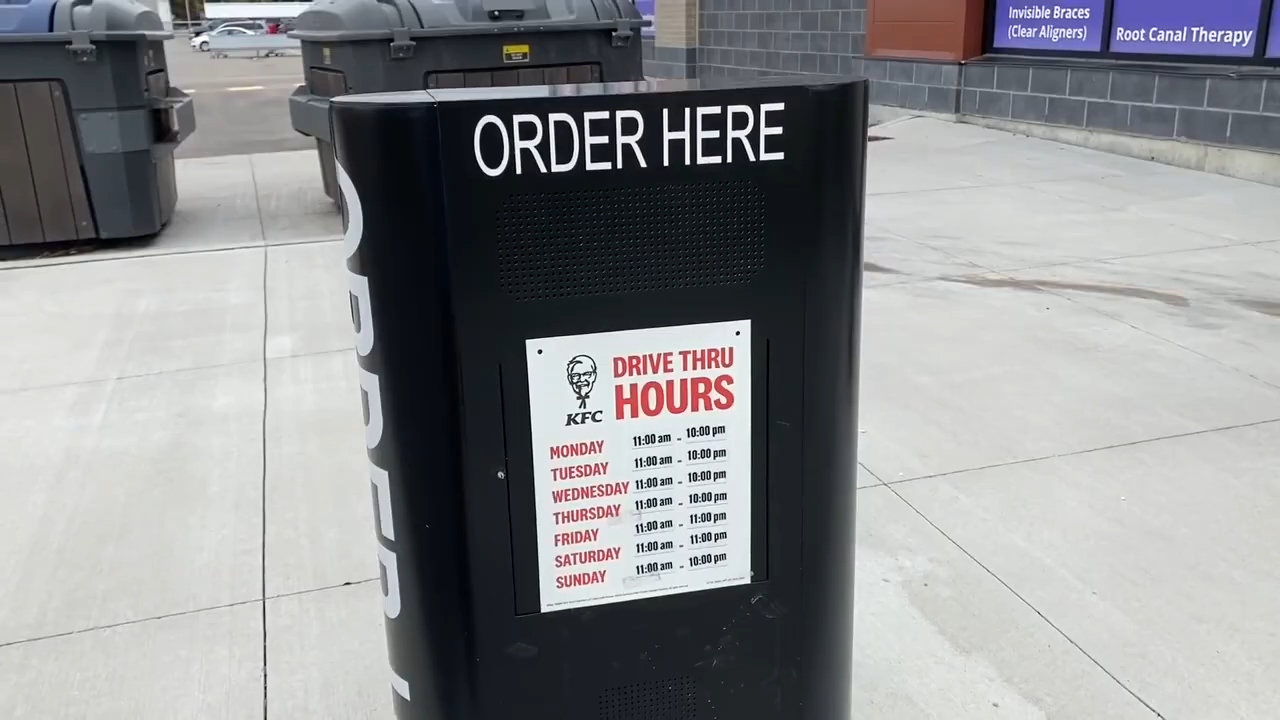 Invisible Braces
(Clear Aligners)
Root Canal Therapy
ORDER HERE
ORDER
KFC
DRIVE THRU
HOURS
MONDAY 11:00 am - 10:00 pm
TUESDAY 11:00 am - 10:00 pm
WEDNESDAY 11:00 am - 10:00 pm
THURSDAY 11:00 am - 10:00 pm
FRIDAY 11:00 am - 11:00 pm
SATURDAY 11:00 am - 11:00 pm
SUNDAY 11:00 am - 10:00 pm